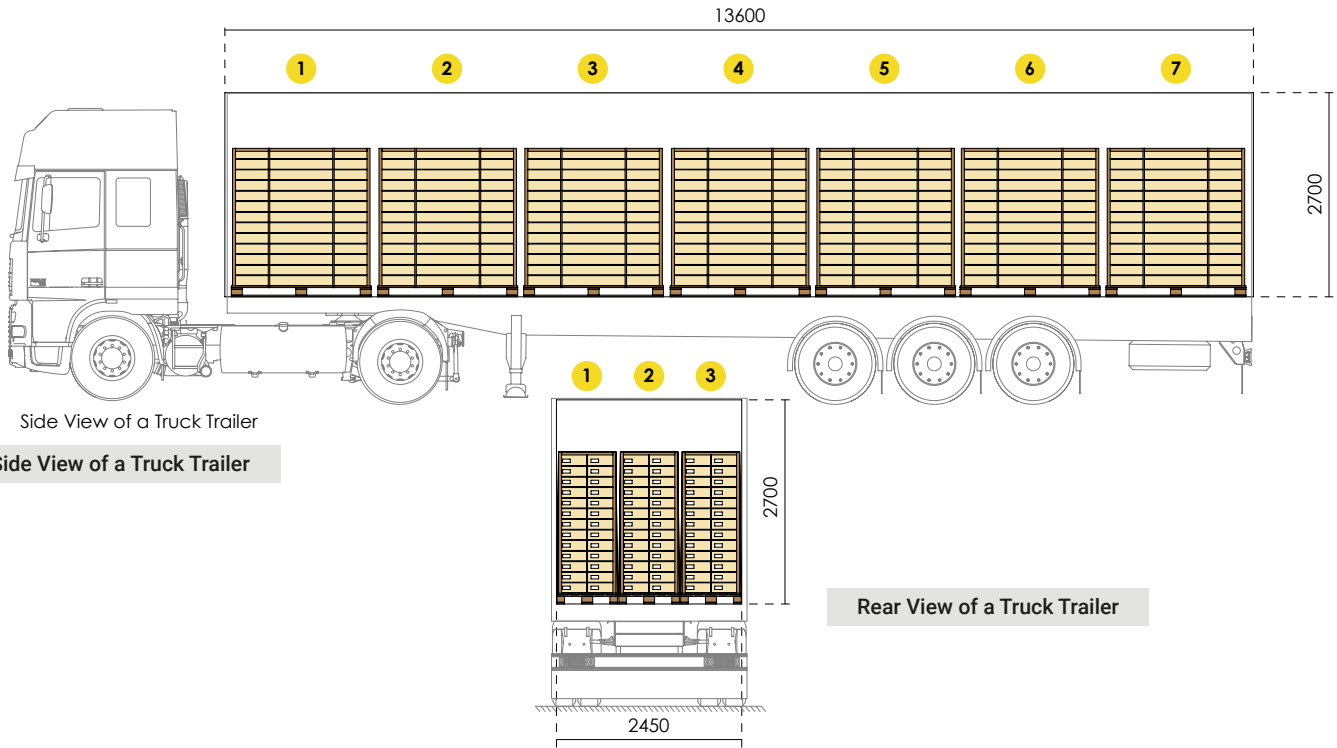 13600
1 2 3 4 5 6 7
2700
Side View of a Truck Trailer
Side View of a Truck Trailer
1 2 3
2700
Rear View of a Truck Trailer
2450